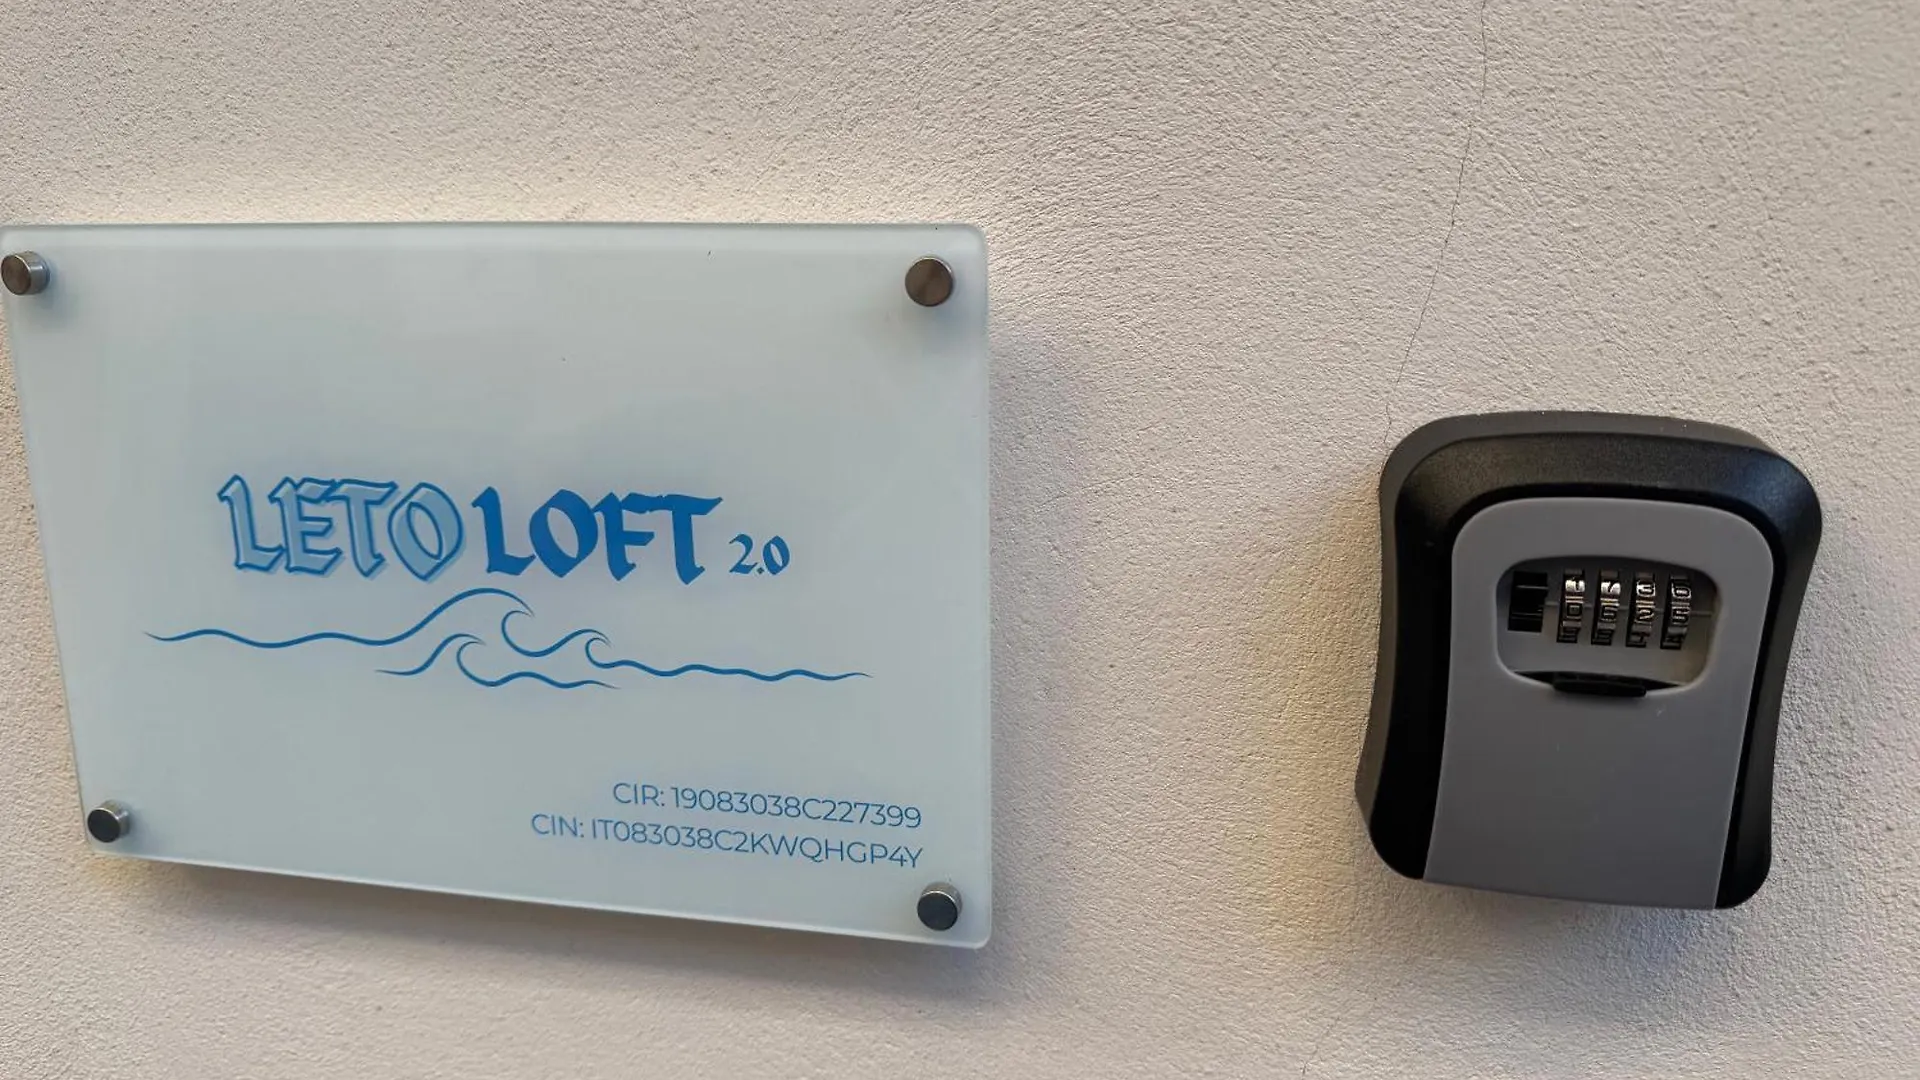 LETO LOFT 2.0
CIR: 19083038C227399
CIN: IT083038C2KWQHGP4Y